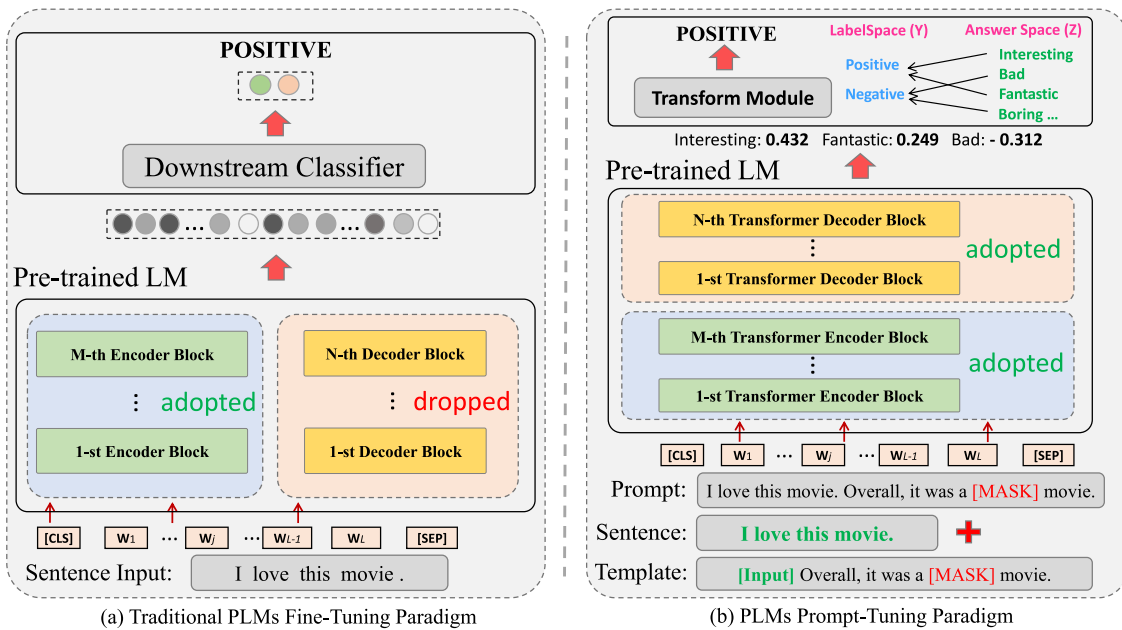 POSITIVE
Downstream Classifier
...
...
Pre-trained LM
M-th Encoder Block
⋮ adopted
1-st Encoder Block
N-th Decoder Block
⋮ dropped
1-st Decoder Block
[CLS] W1 ... Wj ... WL-1 WL [SEP]
Sentence Input: I love this movie .
(a) Traditional PLMs Fine-Tuning Paradigm
POSITIVE
Transform Module
LabelSpace (Y) Answer Space (Z)
Positive
Negative
Interesting
Bad
Fantastic
Boring ...
Interesting: 0.432 Fantastic: 0.249 Bad: - 0.312
Pre-trained LM
N-th Transformer Decoder Block
⋮ adopted
1-st Transformer Decoder Block
M-th Transformer Encoder Block
⋮ adopted
1-st Transformer Encoder Block
[CLS] W1 ... Wj ... WL-1 WL [SEP]
Prompt: I love this movie. Overall, it was a [MASK] movie.
Sentence: I love this movie.
Template: [Input] Overall, it was a [MASK] movie.
(b) PLMs Prompt-Tuning Paradigm